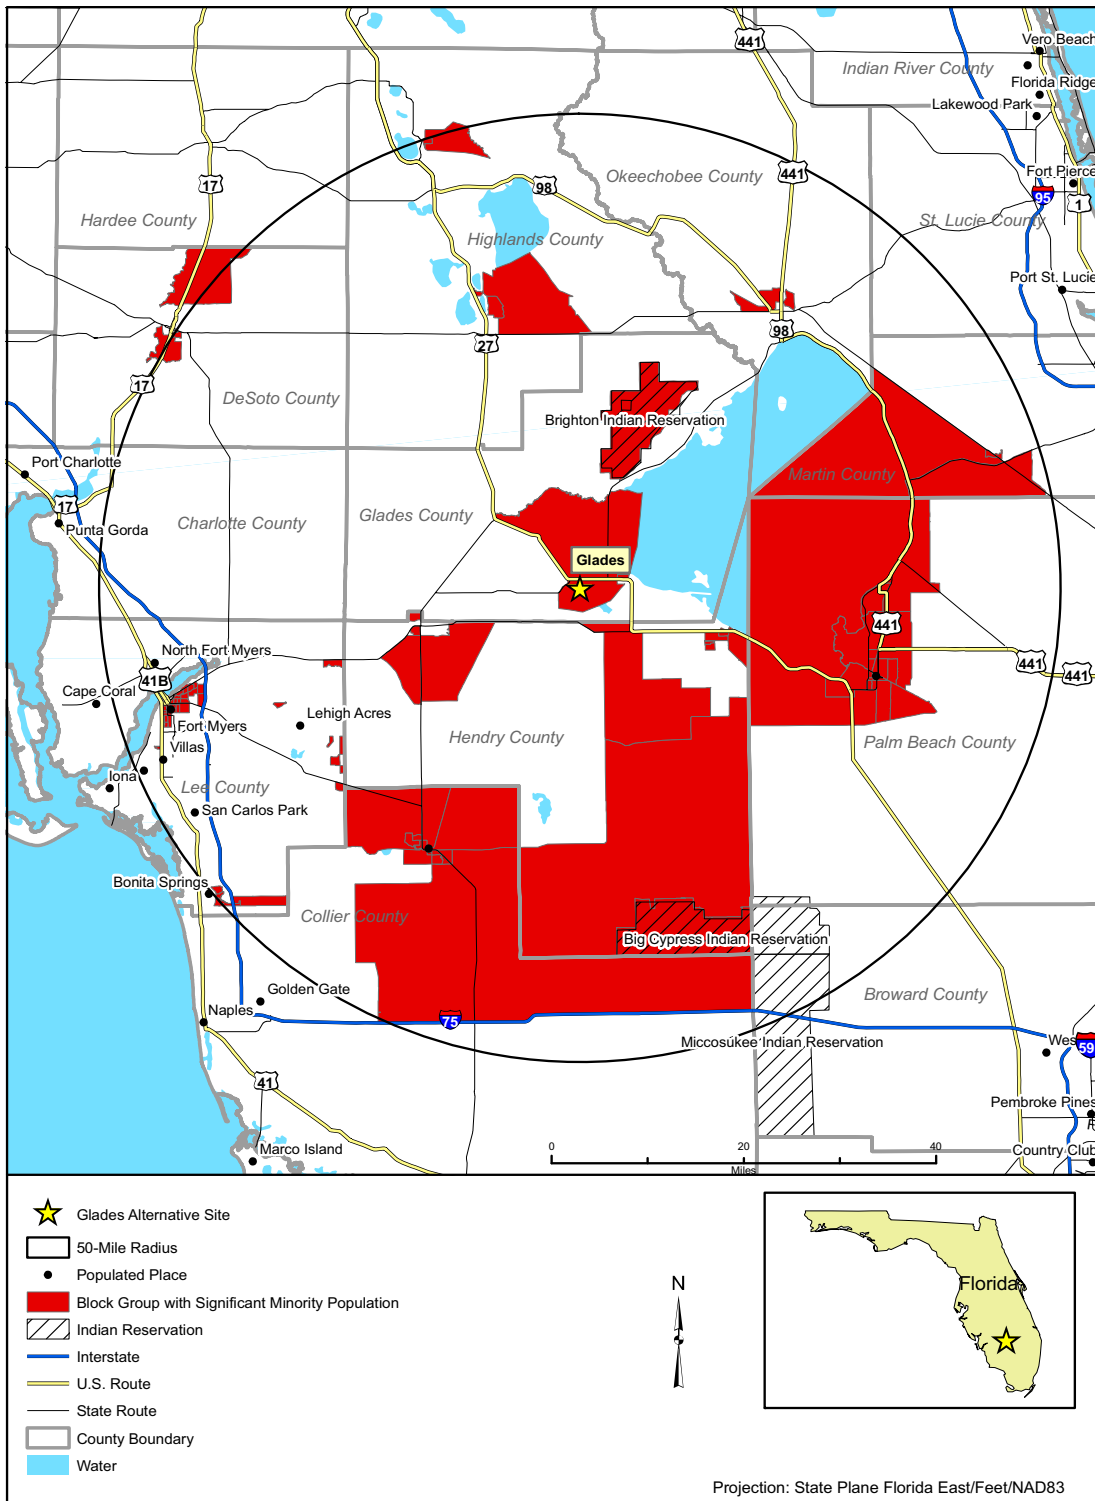 441
Vero Beach
Indian River County
Florida Ridge
Lakewood Park
17
98
441
Okeechobee County
Fort Pierce
95
1
Hardee County
St. Lucie County
Highlands County
Port St. Lucie
27
98
17
DeSoto County
Brighton Indian Reservation
Port Charlotte
Martin County
17
Punta Gorda
Charlotte County
Glades County
Glades
441
North Fort Myers
441
441
41B
Cape Coral
Fort Myers
Lehigh Acres
Hendry County
Palm Beach County
Villas
Iona
Lee County
San Carlos Park
Bonita Springs
Collier County
Big Cypress Indian Reservation
Golden Gate
Broward County
Naples
75
Miccosukee Indian Reservation
Wes
59
41
Pembroke Pines
Marco Island
Country Club
0 20 40
Miles
Glades Alternative Site
50-Mile Radius
Populated Place
Block Group with Significant Minority Population
Indian Reservation
Interstate
U.S. Route
State Route
County Boundary
Water
N
Florida
Projection: State Plane Florida East/Feet/NAD83